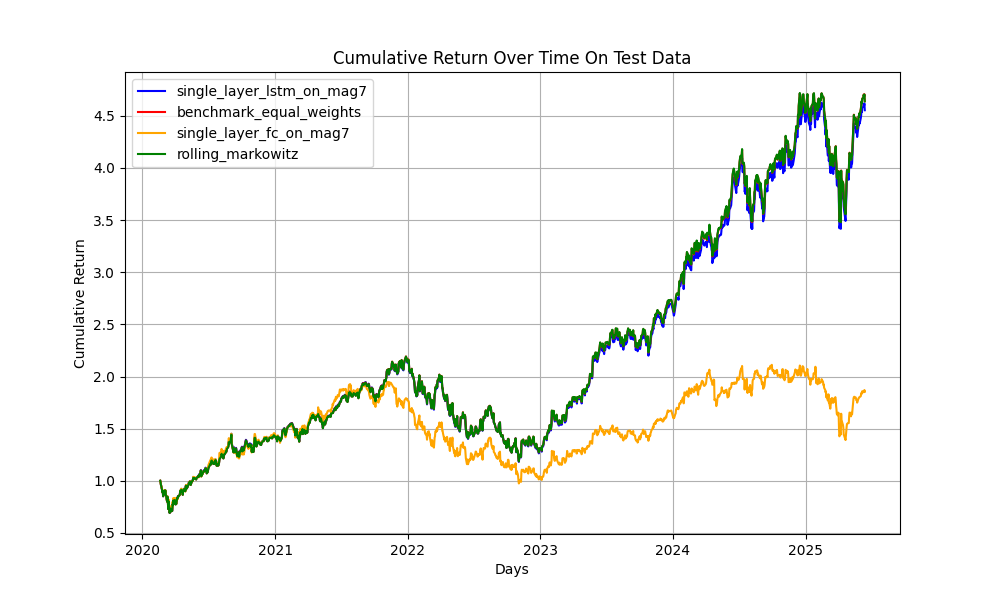 Cumulative Return Over Time On Test Data
single_layer_lstm_on_mag7
benchmark_equal_weights
single_layer_fc_on_mag7
rolling_markowitz
Cumulative Return
4.5
4.0
3.5
3.0
2.5
2.0
1.5
1.0
0.5
2020 2021 2022 2023 2024 2025
Days